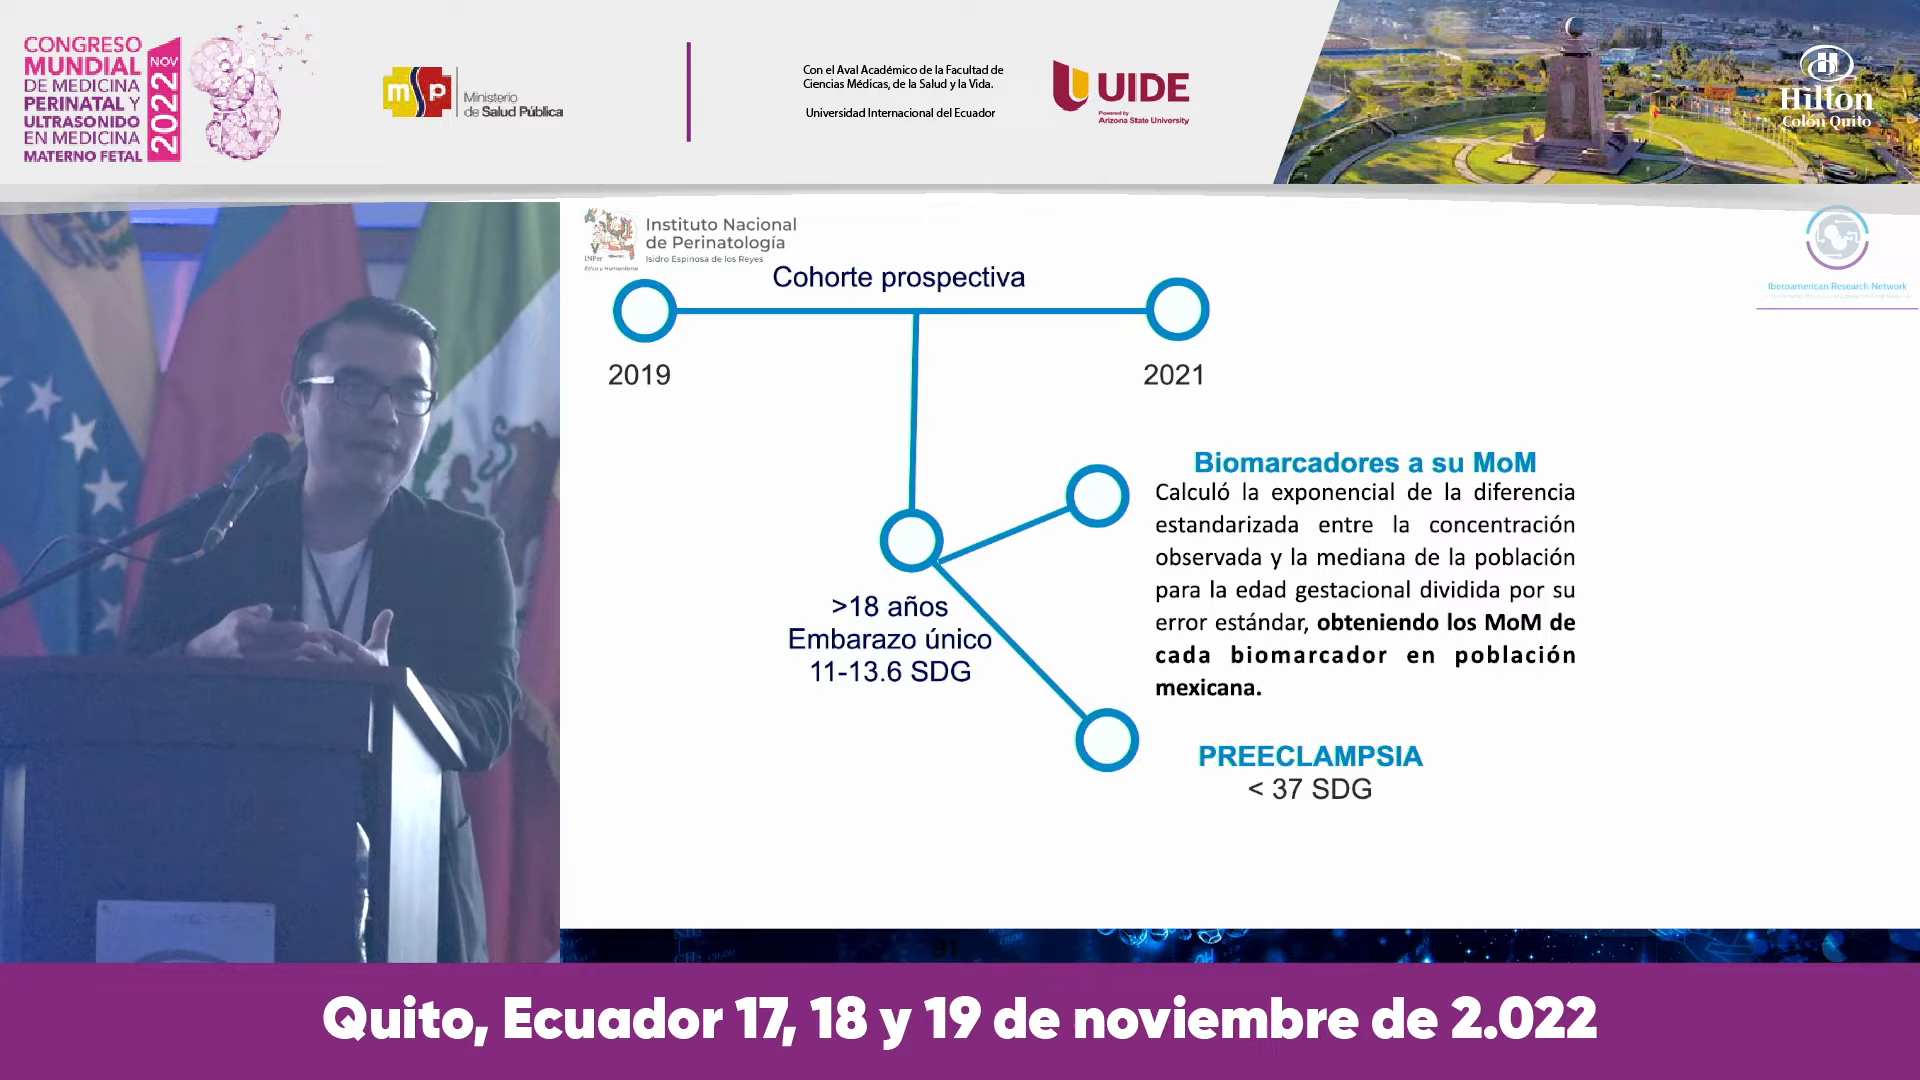 CONGRESO
MUNDIAL
DE MEDICINA
PERINATAL Y
ULTRASONIDO
EN MEDICINA
MATERNO FETAL
NOV
2022
msp
Ministerio
de Salud Pública
Con el Aval Académico de la Facultad de
Ciencias Médicas, de la Salud y la Vida.
Universidad Internacional del Ecuador
UIDE
Powered by
Arizona State University
H
Hilton
Colón Quito
Instituto Nacional
de Perinatología
Isidro Espinosa de los Reyes
INPer
Ética y Humanismo
Iberoamerican Research Network
Cohorte prospectiva
2019
2021
>18 años
Embarazo único
11-13.6 SDG
Biomarcadores a su MoM
Calculó la exponencial de la diferencia
estandarizada entre la concentración
observada y la mediana de la población
para la edad gestacional dividida por su
error estándar, obteniendo los MoM de
cada biomarcador en población
mexicana.
PREECLAMPSIA
< 37 SDG
91
Quito, Ecuador 17, 18 y 19 de noviembre de 2.022